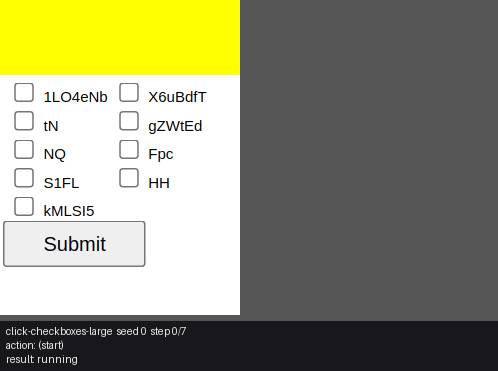 1LO4eNb X6uBdfT
tN gZWtEd
NQ Fpc
S1FL HH
kMLSI5
Submit
click-checkboxes-large seed 0 step 0/7
action: (start)
result: running